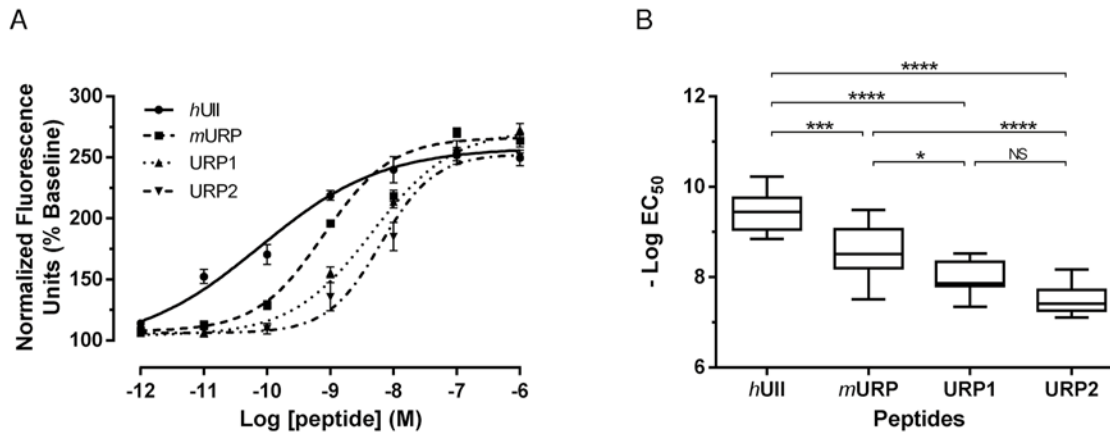 A
Normalized Fluorescence
Units (% Baseline)
300
250
200
150
100
hUII
mURP
URP1
URP2
-12 -11 -10 -9 -8 -7 -6
Log [peptide] (M)
B
****
****
*** ****
* NS
- Log EC50
12
10
8
6
hUII mURP URP1 URP2
Peptides